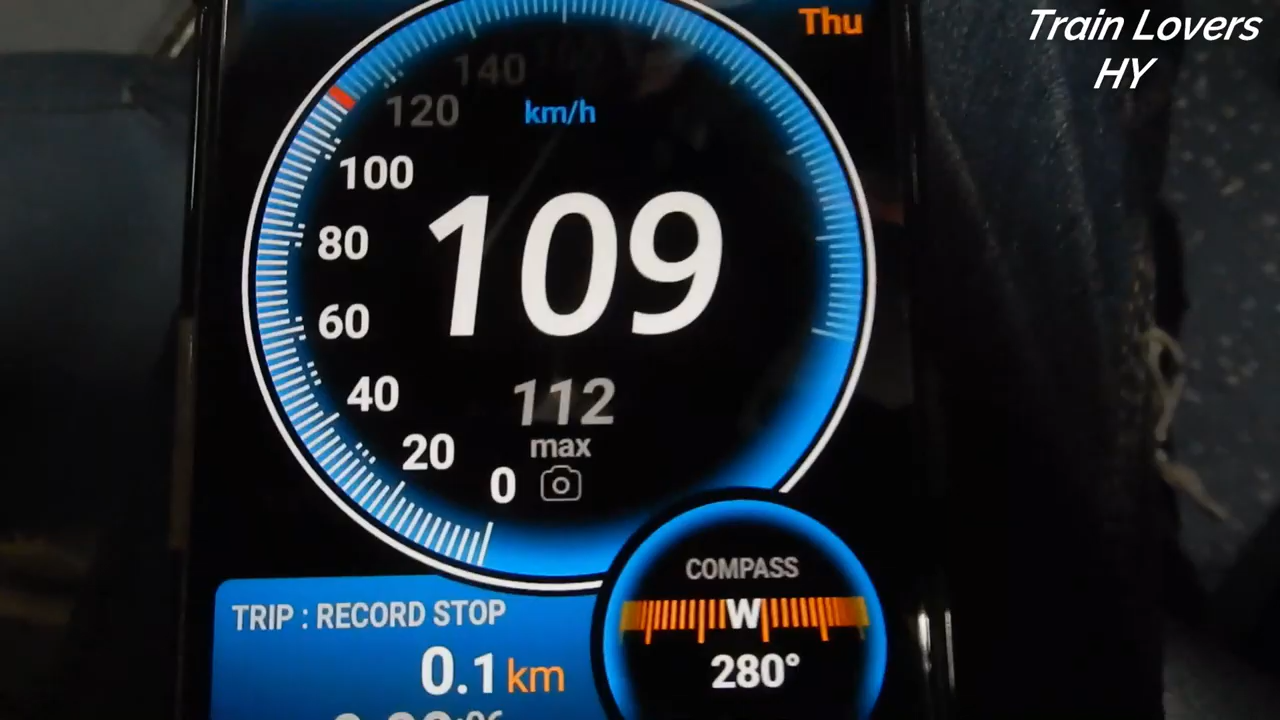 Train Lovers
HY
Thu
140
120
km/h
100
109
80
60
112
40
max
20
0
COMPASS
W
280°
TRIP : RECORD STOP
0.1 km